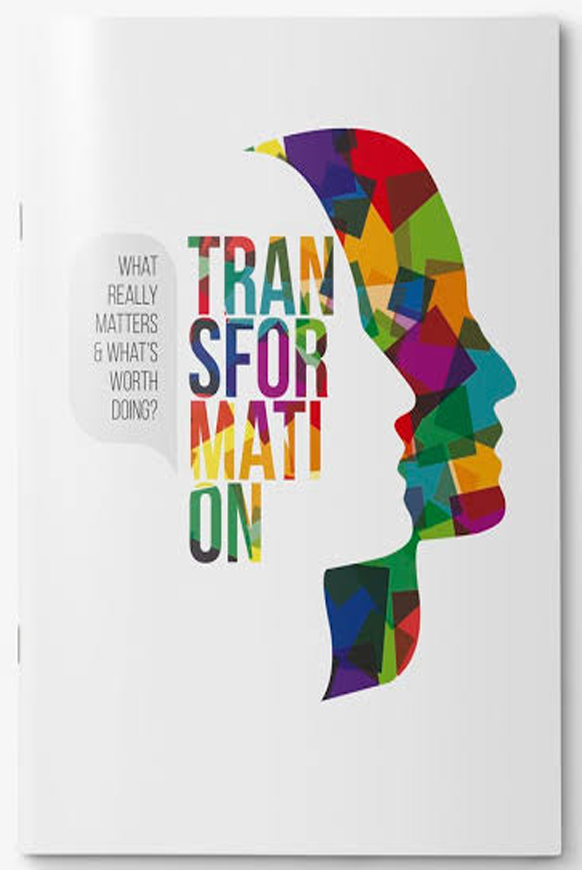 WHAT
REALLY
MATTERS
& WHAT'S
WORTH
DOING?
TRAN
SFOR
MATI
ON